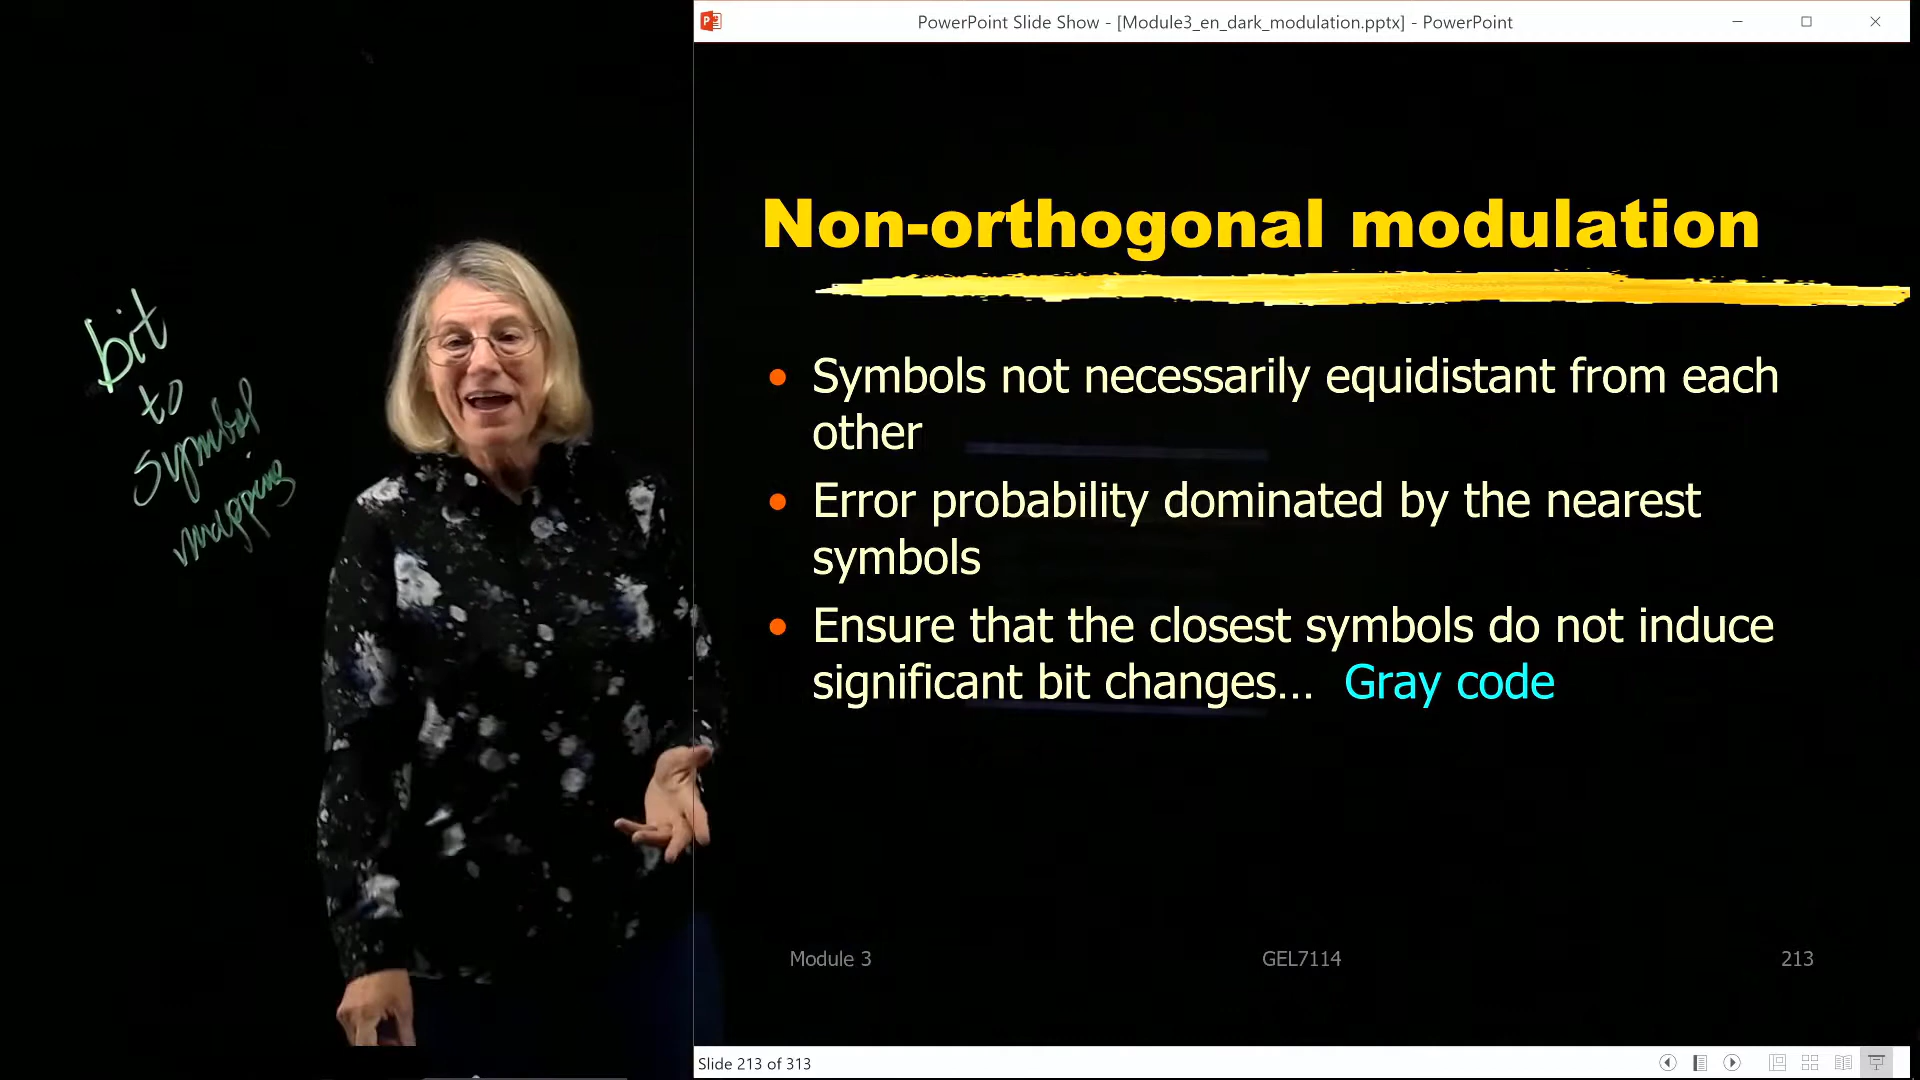 PowerPoint Slide Show - [Module3_en_dark_modulation.pptx] - PowerPoint
bit
to
symbol
mapping
Non-orthogonal modulation
• Symbols not necessarily equidistant from each
other
• Error probability dominated by the nearest
symbols
• Ensure that the closest symbols do not induce
significant bit changes... Gray code
Module 3 GEL7114 213
Slide 213 of 313